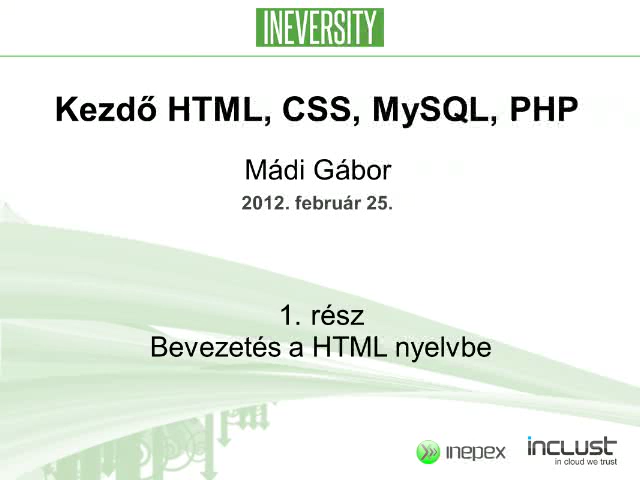 INEVERSITY
Kezdő HTML, CSS, MySQL, PHP
Mádi Gábor
2012. február 25.
1. rész
Bevezetés a HTML nyelvbe
inepex
inclust
in cloud we trust